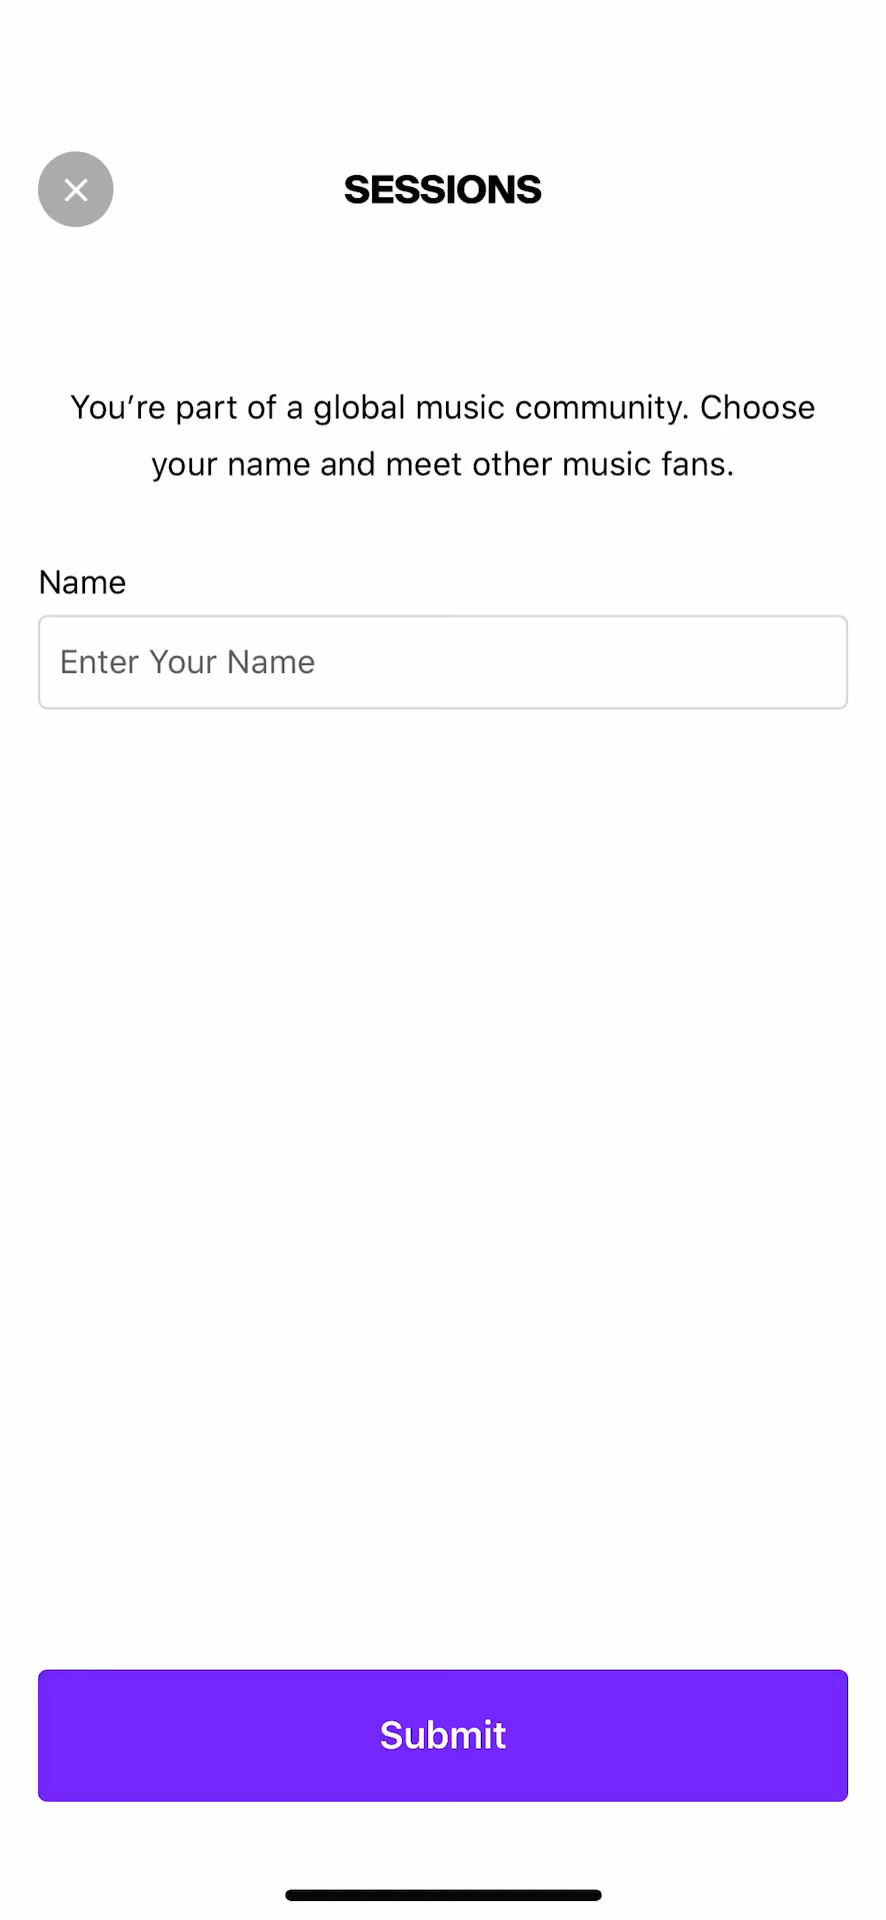 SESSIONS
You’re part of a global music community. Choose
your name and meet other music fans.
Name
Enter Your Name
Submit